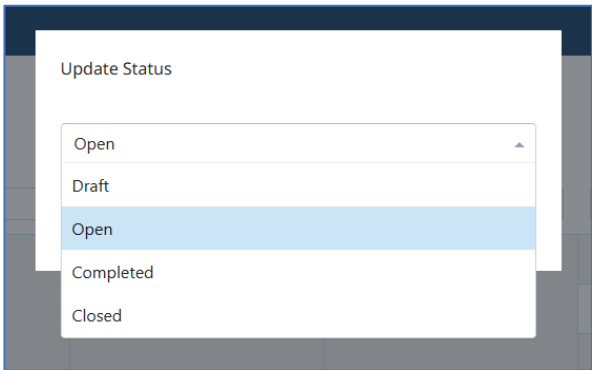 Update Status
Open
Draft
Open
Completed
Closed